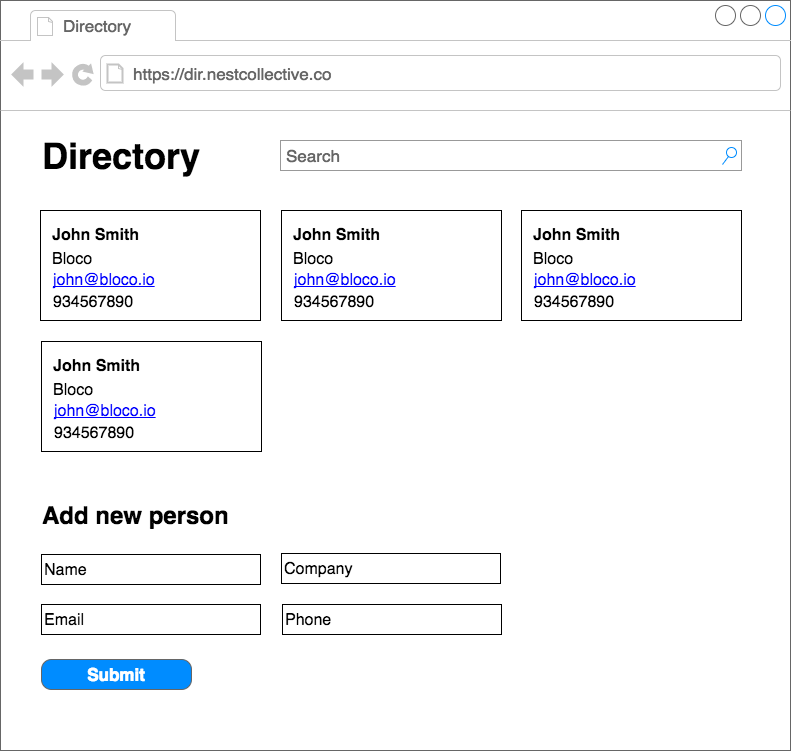 Directory
https://dir.nestcollective.co
Directory
Search
John Smith
Bloco
john@bloco.io
934567890
John Smith
Bloco
john@bloco.io
934567890
John Smith
Bloco
john@bloco.io
934567890
John Smith
Bloco
john@bloco.io
934567890
Add new person
Name
Company
Email
Phone
Submit